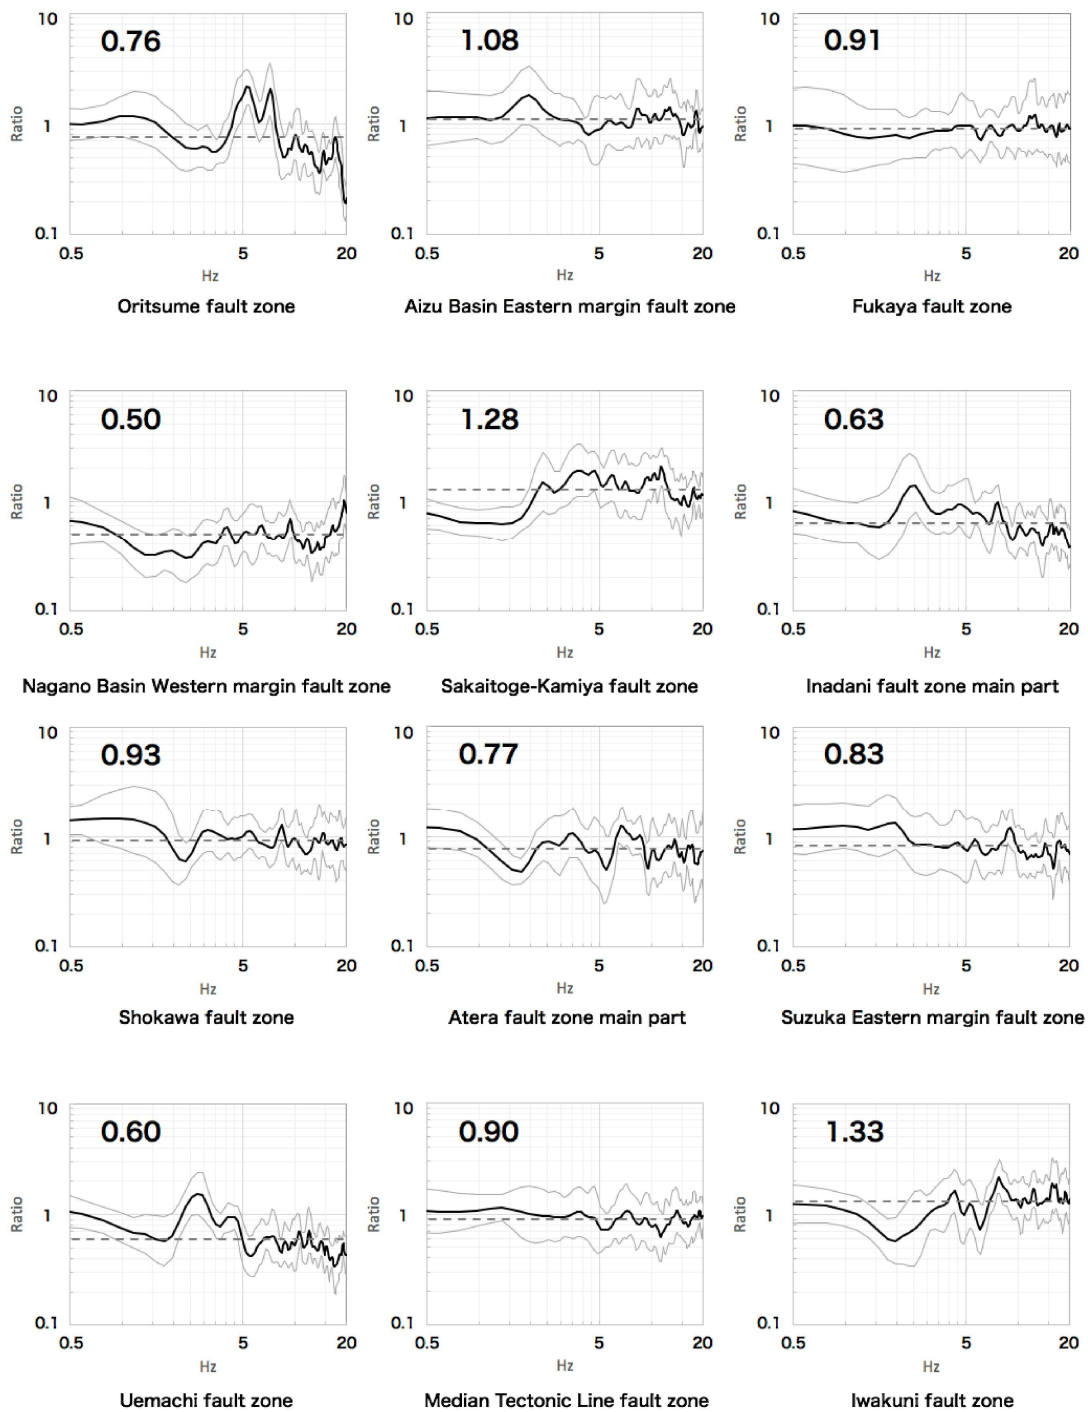 10 0.76 10 1.08 10 0.91
Ratio 1 Ratio 1 Ratio 1
0.1 0.1 0.1
0.5 5 20 0.5 5 20 0.5 5 20
Hz Hz Hz
Oritsume fault zone Aizu Basin Eastern margin fault zone Fukaya fault zone
10 0.50 10 1.28 10 0.63
Ratio 1 Ratio 1 Ratio 1
0.1 0.1 0.1
0.5 5 20 0.5 5 20 0.5 5 20
Hz Hz Hz
Nagano Basin Western margin fault zone Sakaitoge-Kamiya fault zone Inadani fault zone main part
10 0.93 10 0.77 10 0.83
Ratio 1 Ratio 1 Ratio 1
0.1 0.1 0.1
0.5 5 20 0.5 5 20 0.5 5 20
Hz Hz Hz
Shokawa fault zone Atera fault zone main part Suzuka Eastern margin fault zone
10 0.60 10 0.90 10 1.33
Ratio 1 Ratio 1 Ratio 1
0.1 0.1 0.1
0.5 5 20 0.5 5 20 0.5 5 20
Hz Hz Hz
Uemachi fault zone Median Tectonic Line fault zone Iwakuni fault zone